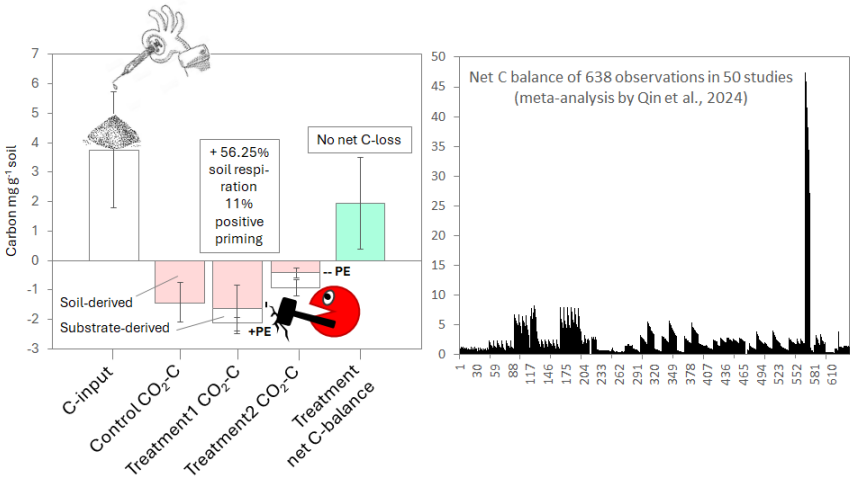 7
6
5
4
3
2
1
0
-1
-2
-3
Carbon mg g⁻¹ soil
+ 56.25%
soil respi-
ration
11%
positive
priming
No net C-loss
Soil-derived
Substrate-derived
-- PE
+PE
C-input
Control CO₂-C
Treatment1 CO₂-C
Treatment2 CO₂-C
Treatment
net C-balance
Net C balance of 638 observations in 50 studies
(meta-analysis by Qin et al., 2024)
50
45
40
35
30
25
20
15
10
5
0
1
30
59
88
117
146
175
204
233
262
291
320
349
378
407
436
465
494
523
552
581
610